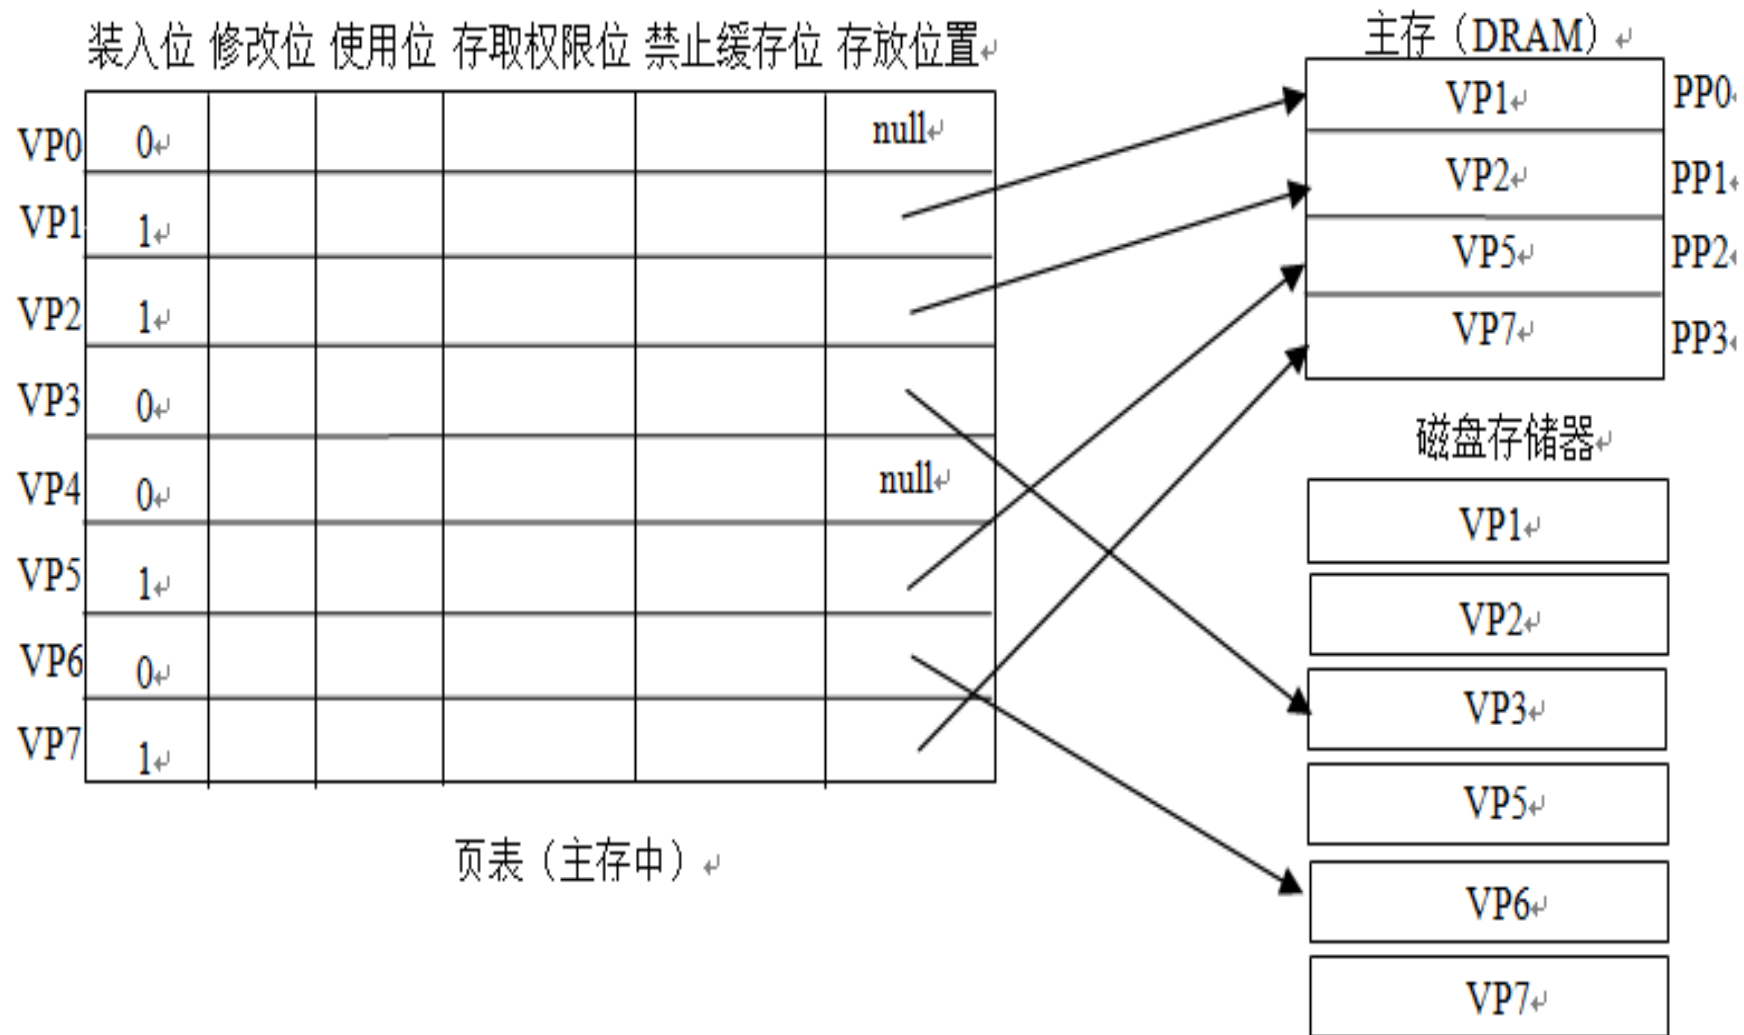 装入位 修改位 使用位 存取权限位 禁止缓存位 存放位置
VP0 0 null
VP1 1
VP2 1
VP3 0
VP4 0 null
VP5 1
VP6 0
VP7 1
页表（主存中）
主存（DRAM）
VP1 PP0
VP2 PP1
VP5 PP2
VP7 PP3
磁盘存储器
VP1
VP2
VP3
VP5
VP6
VP7